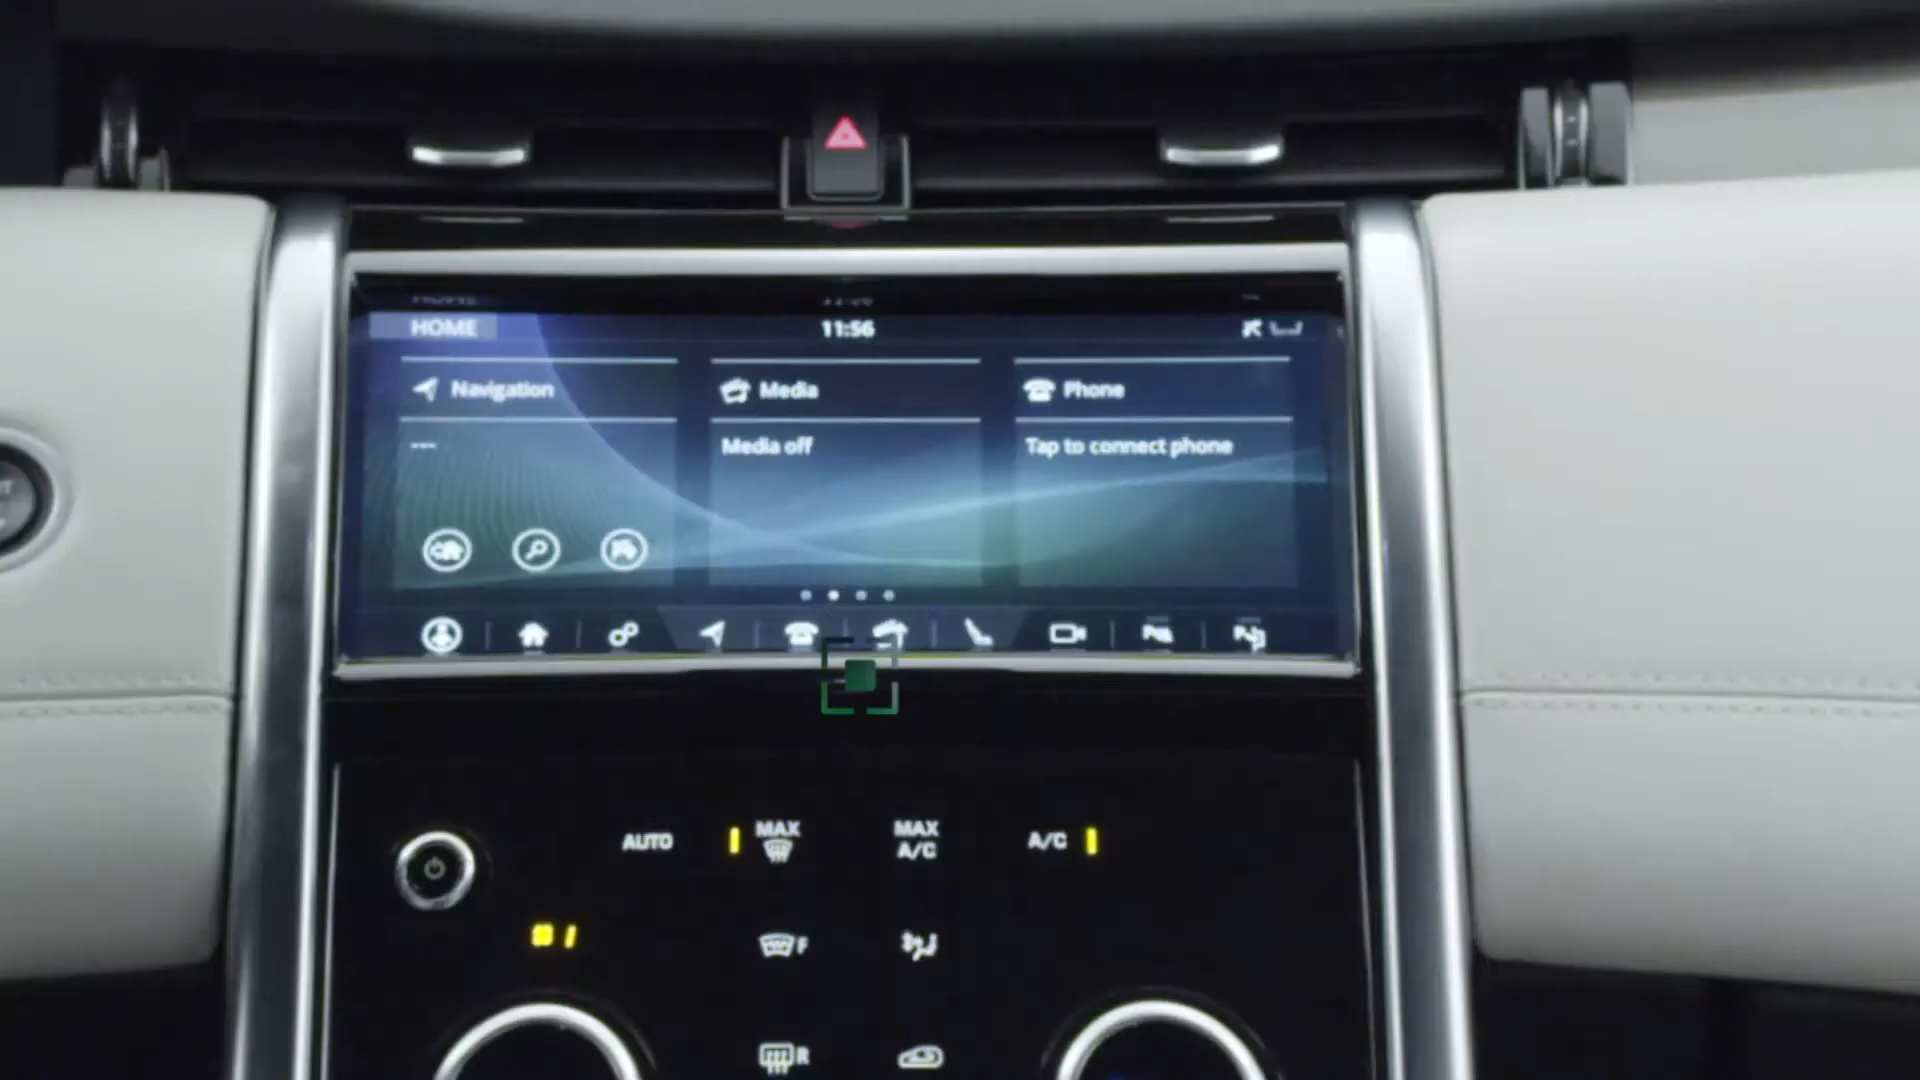 HOME
11:56
Navigation
Media
Phone
---
Media off
Tap to connect phone
AUTO
MAX
MAX
A/C
A/C
F
R